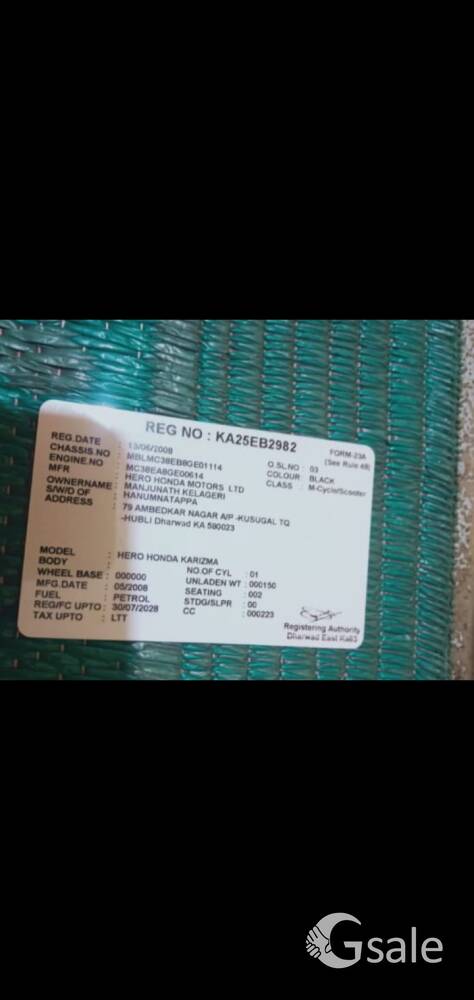 REG NO : KA25EB2982
FORM-23A
(See Rule 48)
REG.DATE : 13/06/2008
O.SL.NO : 03
CHASSIS.NO : MBLMC38EB8GE01114
COLOUR : BLACK
ENGINE.NO : MC38EA8GE00614
CLASS : M-Cycle/Scooter
MFR : HERO HONDA MOTORS LTD
OWNERNAME : MANJUNATH KELAGERI
S/W/D OF : HANUMNATAPPA
ADDRESS : 79 AMBEDKAR NAGAR A/P -KUSUGAL TQ
-HUBLI Dharwad KA 580023
MODEL : HERO HONDA KARIZMA
BODY :
NO.OF CYL : 01
WHEEL BASE : 000000
UNLADEN WT : 000150
MFG.DATE : 05/2008
SEATING : 002
FUEL : PETROL
STDG/SLPR : 00
REG/FC UPTO : 30/07/2028
CC : 000223
TAX UPTO : LTT
Registering Authority
Dharwad East Ka63
Gsale